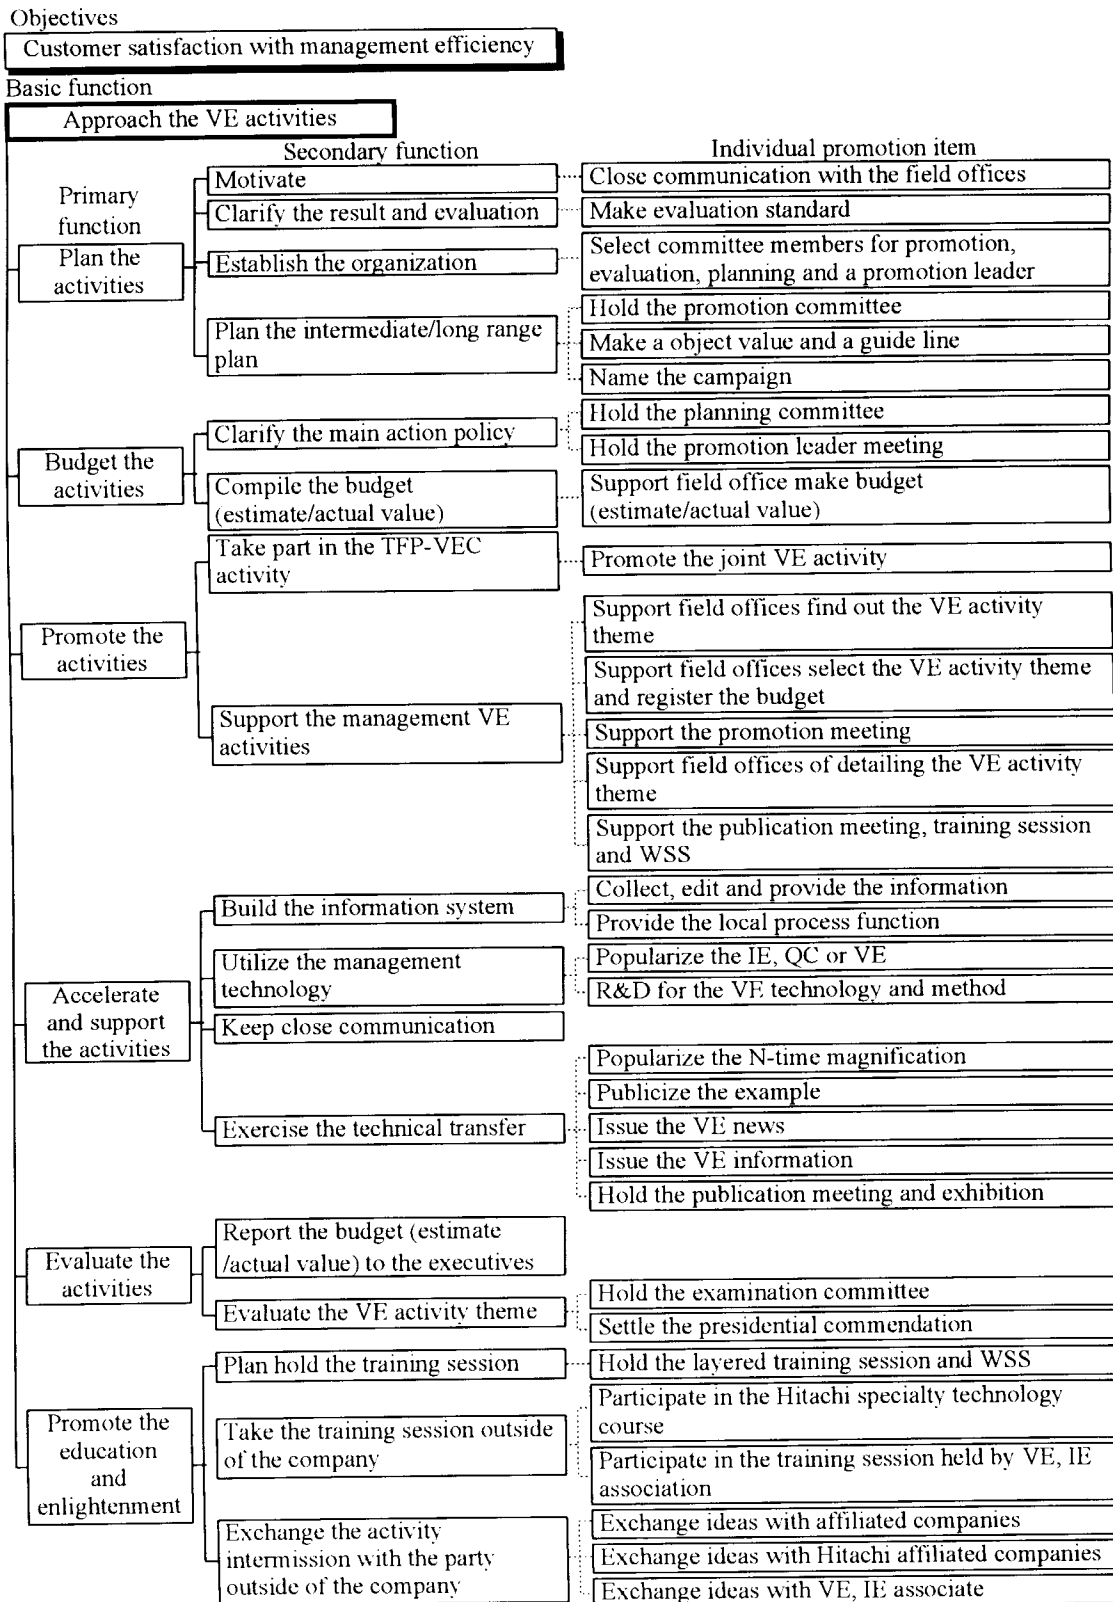 Objectives
Customer satisfaction with management efficiency
Basic function
Approach the VE activities
Secondary function
Individual promotion item
Primary
function
Plan the
activities
Motivate
Close communication with the field offices
Clarify the result and evaluation
Make evaluation standard
Establish the organization
Select committee members for promotion,
evaluation, planning and a promotion leader
Plan the intermediate/long range
plan
Hold the promotion committee
Make a object value and a guide line
Name the campaign
Budget the
activities
Clarify the main action policy
Hold the planning committee
Hold the promotion leader meeting
Compile the budget
(estimate/actual value)
Support field office make budget
(estimate/actual value)
Promote the
activities
Take part in the TFP-VEC
activity
Promote the joint VE activity
Support the management VE
activities
Support field offices find out the VE activity
theme
Support field offices select the VE activity theme
and register the budget
Support the promotion meeting
Support field offices of detailing the VE activity
theme
Support the publication meeting, training session
and WSS
Accelerate
and support
the activities
Build the information system
Collect, edit and provide the information
Provide the local process function
Utilize the management
technology
Popularize the IE, QC or VE
R&D for the VE technology and method
Keep close communication
Exercise the technical transfer
Popularize the N-time magnification
Publicize the example
Issue the VE news
Issue the VE information
Hold the publication meeting and exhibition
Evaluate the
activities
Report the budget (estimate
/actual value) to the executives
Evaluate the VE activity theme
Hold the examination committee
Settle the presidential commendation
Promote the
education
and
enlightenment
Plan hold the training session
Hold the layered training session and WSS
Take the training session outside
of the company
Participate in the Hitachi specialty technology
course
Participate in the training session held by VE, IE
association
Exchange the activity
intermission with the party
outside of the company
Exchange ideas with affiliated companies
Exchange ideas with Hitachi affiliated companies
Exchange ideas with VE, IE associate